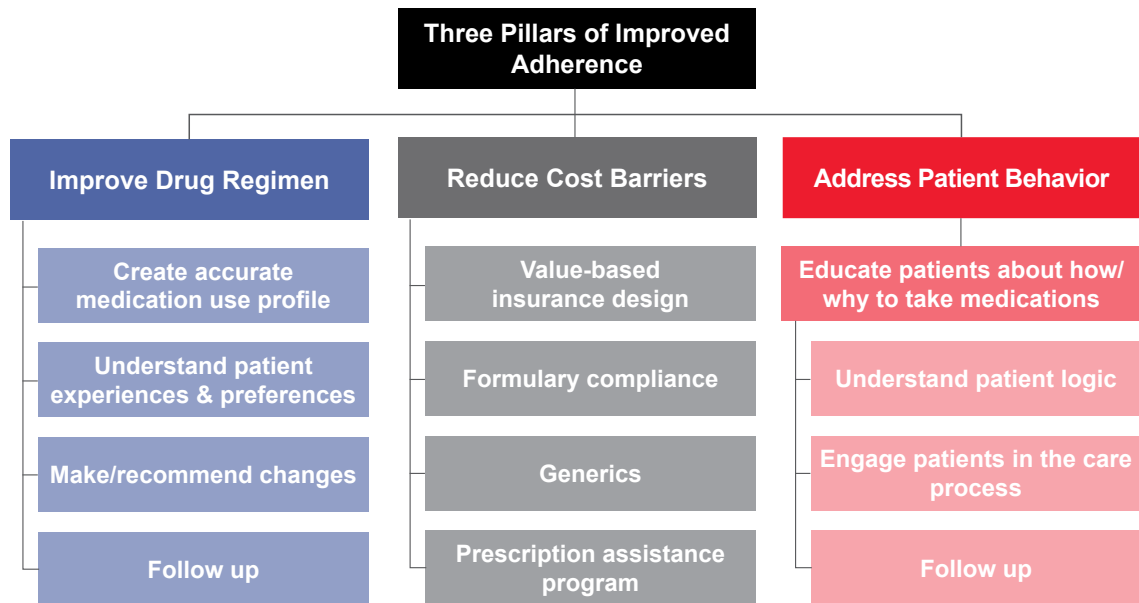 Three Pillars of Improved
Adherence
Improve Drug Regimen
Create accurate
medication use profile
Understand patient
experiences & preferences
Make/recommend changes
Follow up
Reduce Cost Barriers
Value-based
insurance design
Formulary compliance
Generics
Prescription assistance
program
Address Patient Behavior
Educate patients about how/
why to take medications
Understand patient logic
Engage patients in the care
process
Follow up